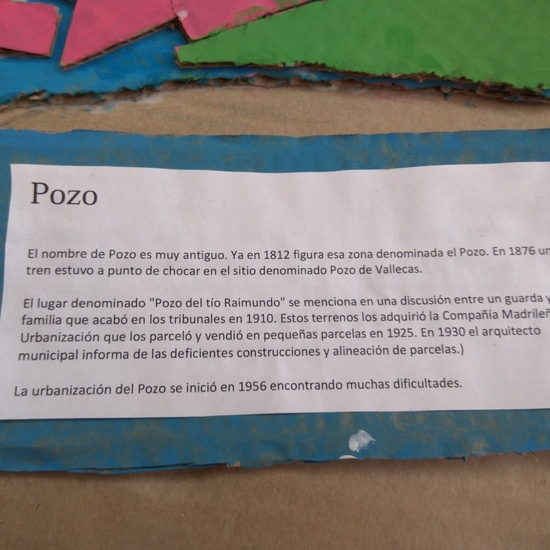 Pozo
El nombre de Pozo es muy antiguo. Ya en 1812 figura esa zona denominada el Pozo. En 1876 un
tren estuvo a punto de chocar en el sitio denominado Pozo de Vallecas.
El lugar denominado "Pozo del tío Raimundo" se menciona en una discusión entre un guarda y
familia que acabó en los tribunales en 1910. Estos terrenos los adquirió la Compañía
Urbanización que los parceló y vendió en pequeñas parcelas en 1925. En 1930 el arquitecto
municipal informa de las deficientes construcciones y alineación de parcelas.)
La urbanización del Pozo se inició en 1956 encontrando muchas dificultades.